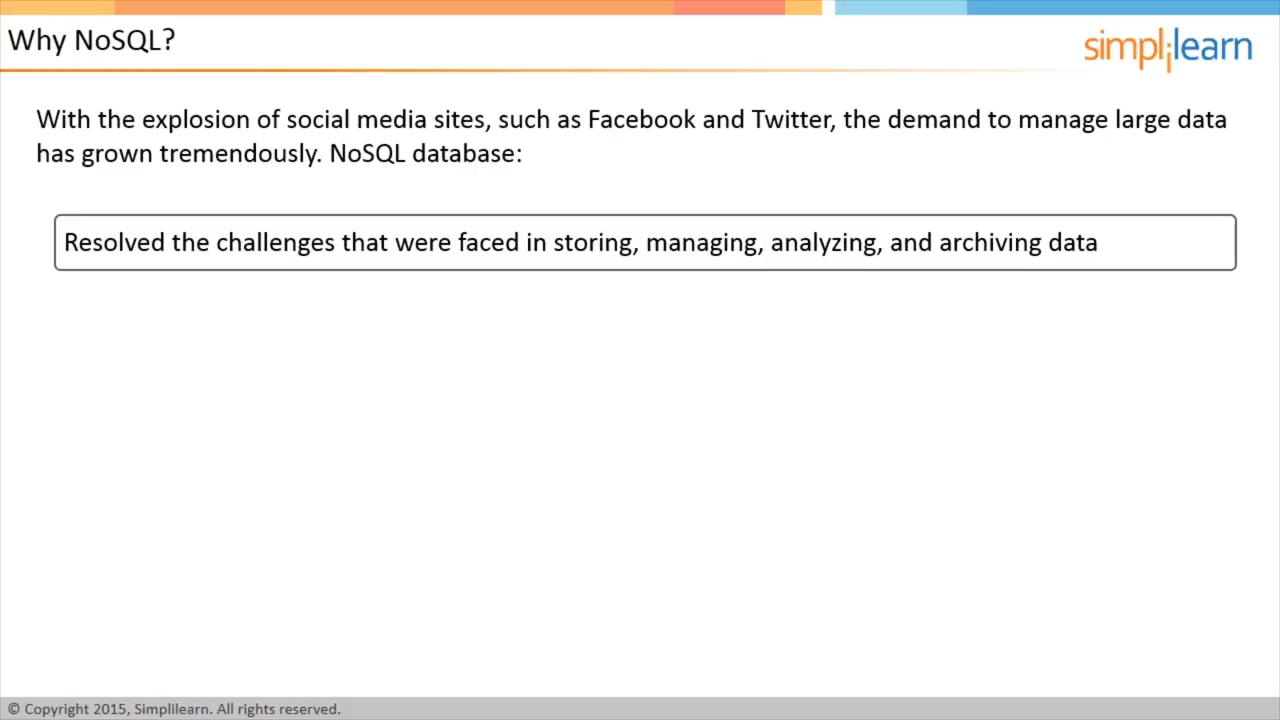 Why NoSQL?
simplilearn
With the explosion of social media sites, such as Facebook and Twitter, the demand to manage large data
has grown tremendously. NoSQL database:
Resolved the challenges that were faced in storing, managing, analyzing, and archiving data
© Copyright 2015, Simplilearn. All rights reserved.